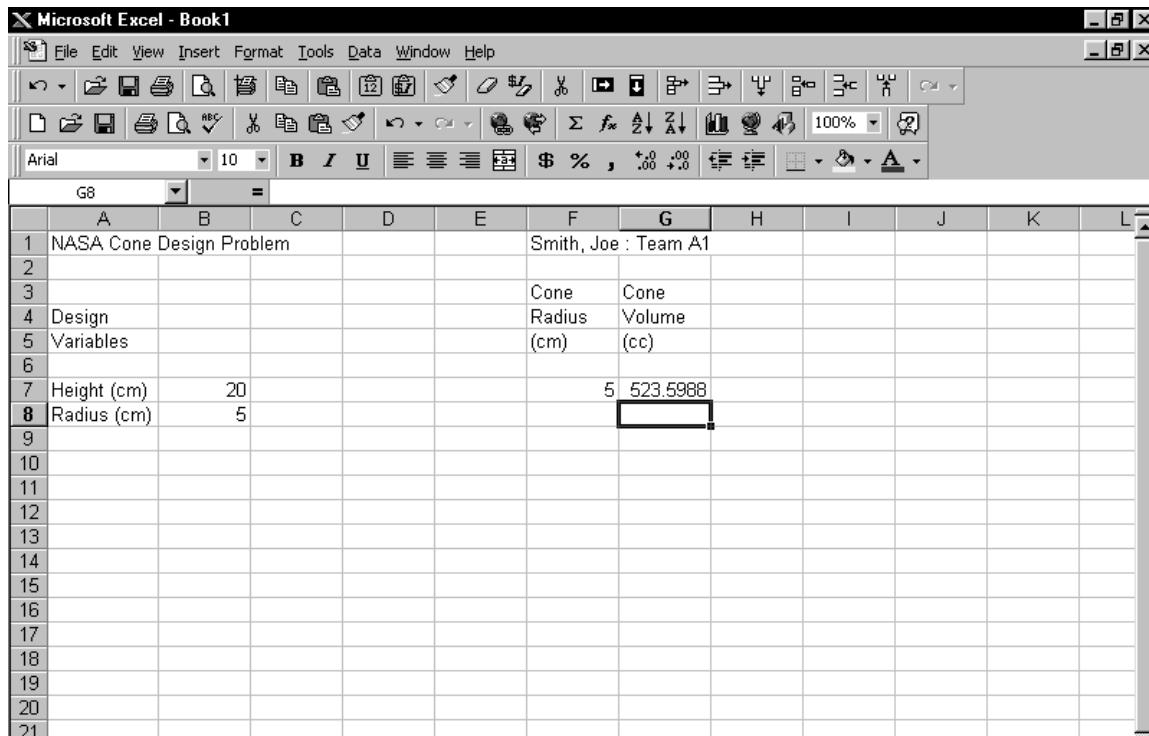 Microsoft Excel - Book1
File Edit View Insert Format Tools Data Window Help
100%
Arial 10 B I U $ % ,
G8 =
A B C D E F G H I J K L
1 NASA Cone Design Problem Smith, Joe : Team A1
2
3 Cone Cone
4 Design Radius Volume
5 Variables (cm) (cc)
6
7 Height (cm) 20 5 523.5988
8 Radius (cm) 5
9
10
11
12
13
14
15
16
17
18
19
20
21